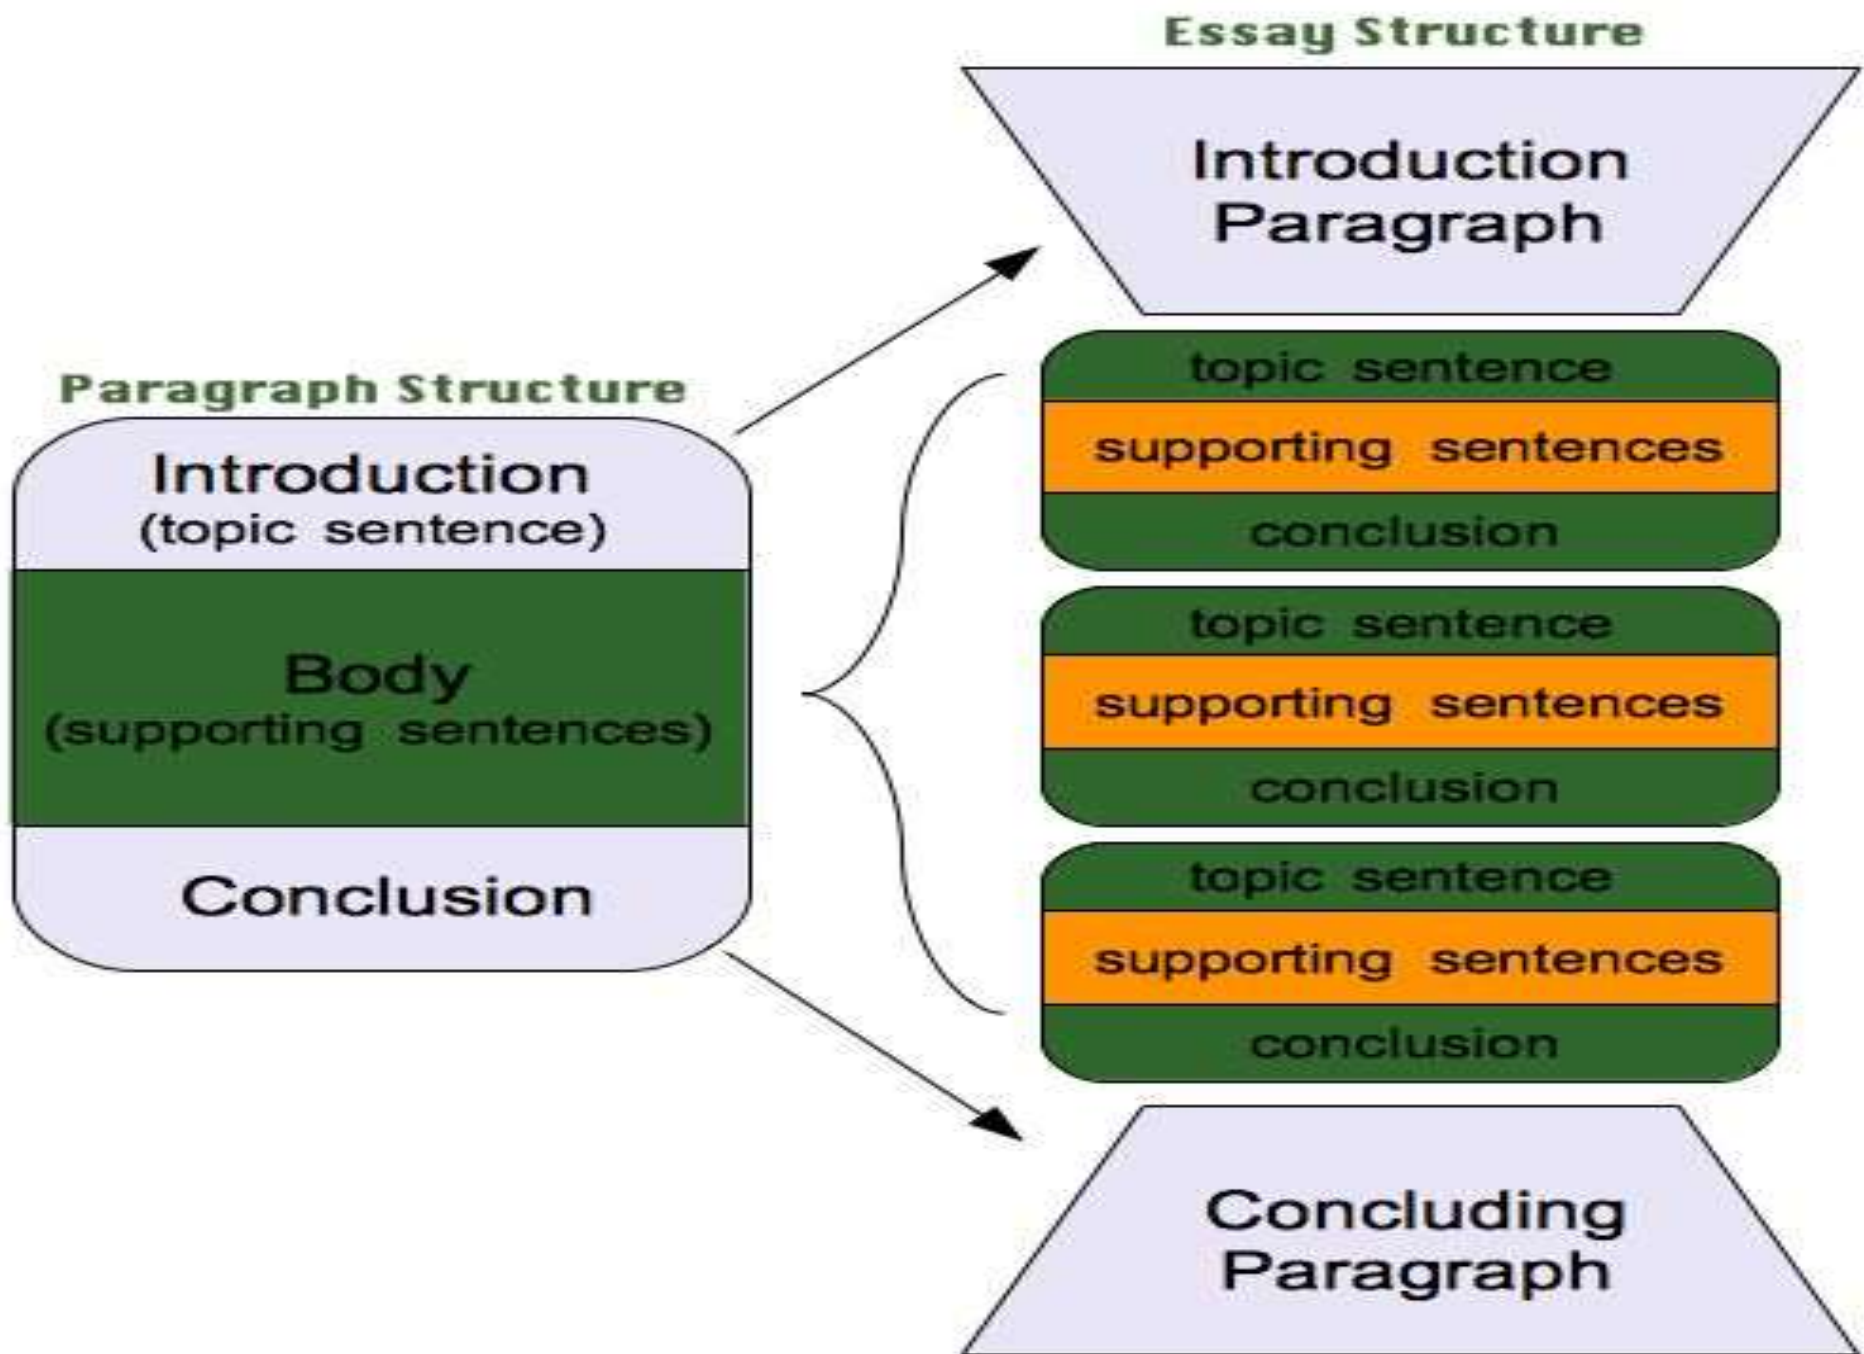 Essay Structure
Introduction
Paragraph
topic sentence
supporting sentences
conclusion
topic sentence
supporting sentences
conclusion
topic sentence
supporting sentences
conclusion
Concluding
Paragraph
Paragraph Structure
Introduction
(topic sentence)
Body
(supporting sentences)
Conclusion